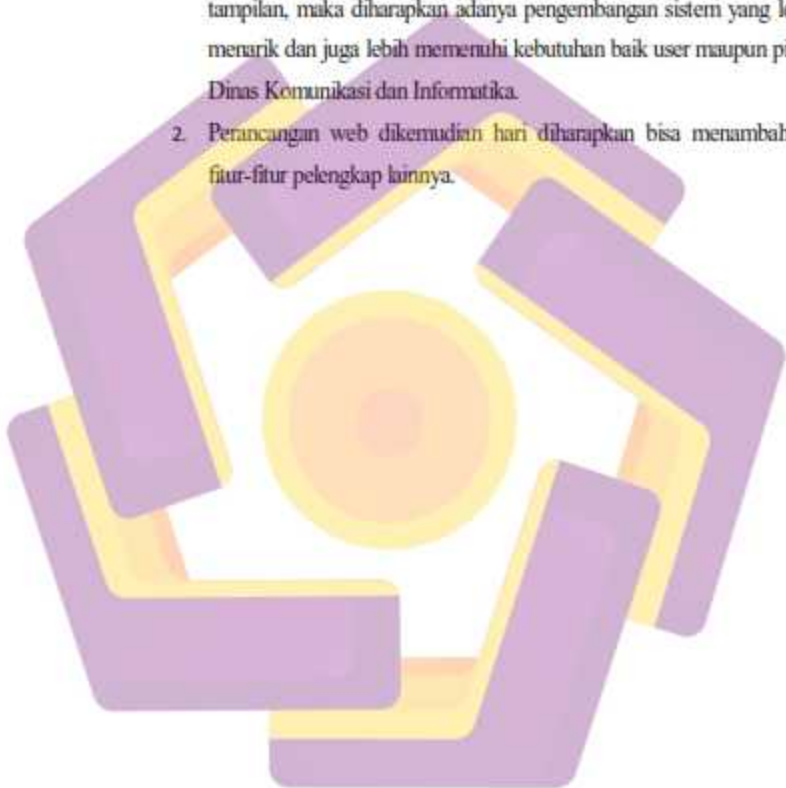 tampilan, maka diharapkan adanya pengembangan sistem yang
menarik dan juga lebih memenuhi kebutuhan baik user maupun
Dinas Komunikasi dan Informatika.
2. Perancangan web dikemudian hari diharapkan bisa menambah
fitur-fitur pelengkap lainnya.